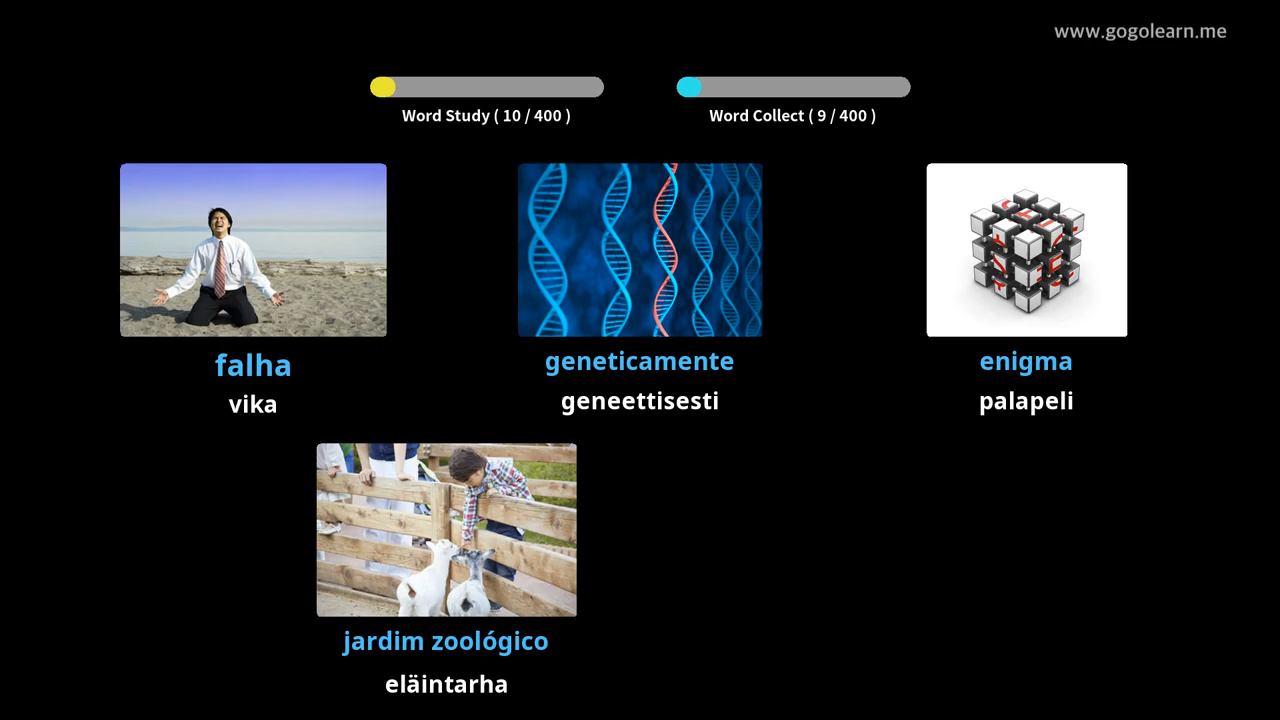 www.gogolearn.me
Word Study ( 10 / 400 )
Word Collect ( 9 / 400 )
falha
vika
geneticamente
geneettisesti
enigma
palapeli
jardim zoológico
eläintarha